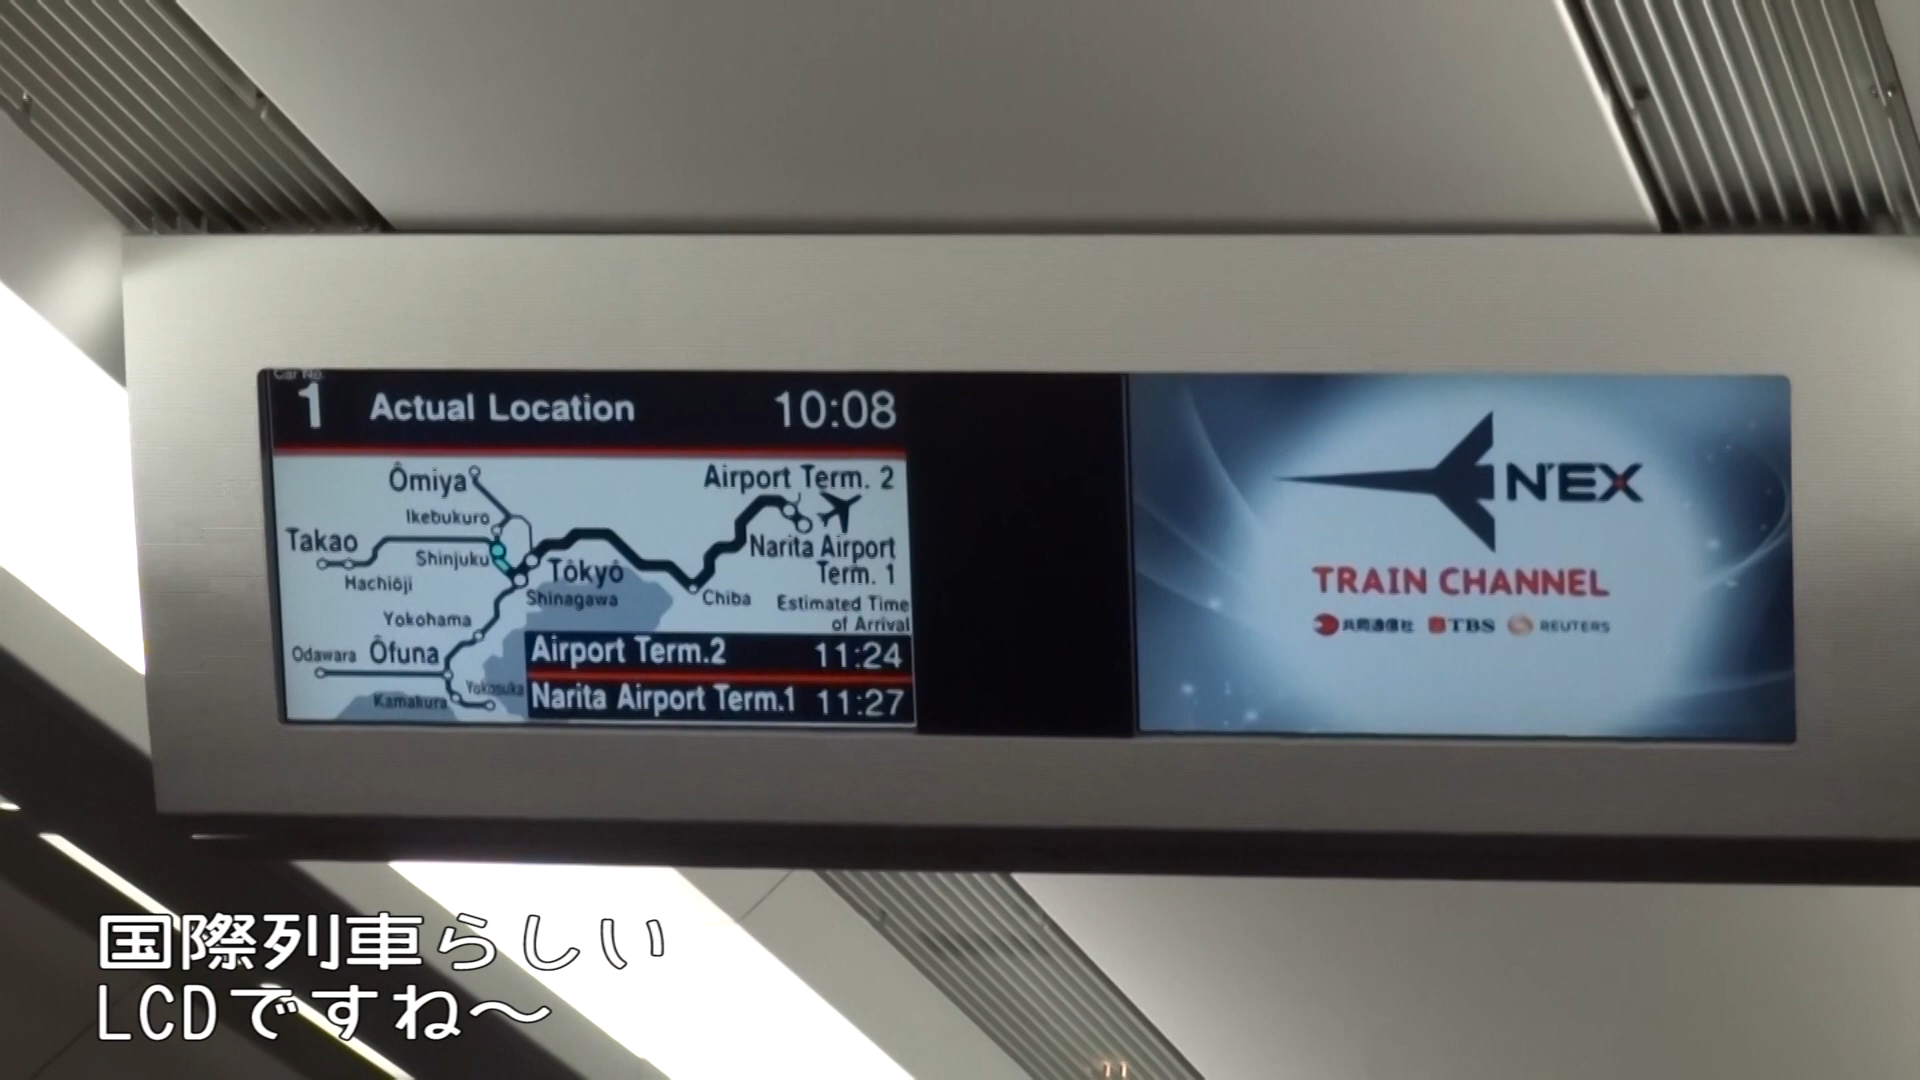 Car No.
1 Actual Location 10:08
Ômiya
Airport Term. 2
Ikebukuro
Takao
Shinjuku
Tôkyô
Narita Airport
Term. 1
Hachiôji
Shinagawa
Chiba
Estimated Time
of Arrival
Yokohama
Odawara
Ôfuna
Airport Term.2 11:24
Kamakura
Yokosuka
Narita Airport Term.1 11:27
N'EX
TRAIN CHANNEL
共同通信社 TBS REUTERS
国際列車らしい
LCDですね～